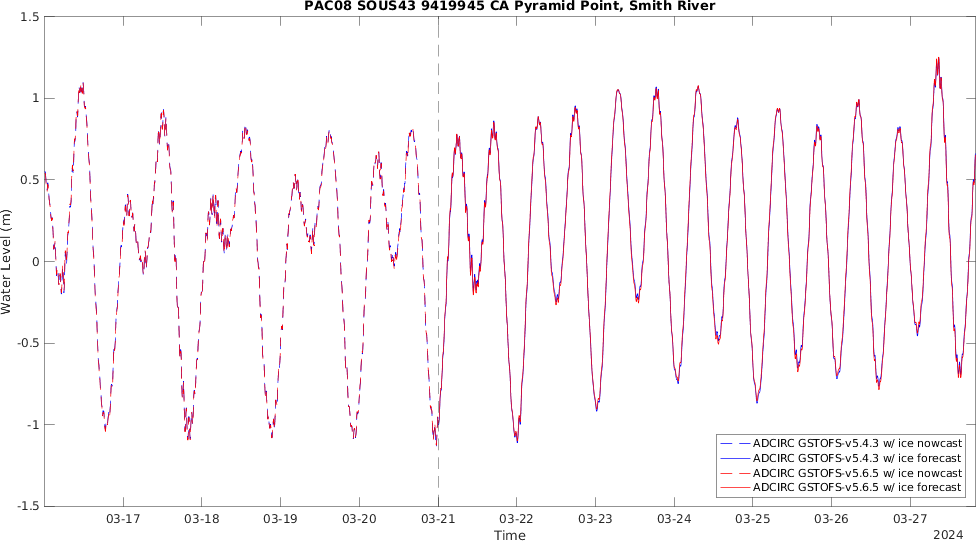 PAC08 SOUS43 9419945 CA Pyramid Point, Smith River
1.5
1
0.5
0
-0.5
-1
-1.5
Water Level (m)
03-17
03-18
03-19
03-20
03-21
03-22
03-23
03-24
03-25
03-26
03-27
Time
2024
ADCIRC GSTOFS-v5.4.3 w/ ice nowcast
ADCIRC GSTOFS-v5.4.3 w/ ice forecast
ADCIRC GSTOFS-v5.6.5 w/ ice nowcast
ADCIRC GSTOFS-v5.6.5 w/ ice forecast